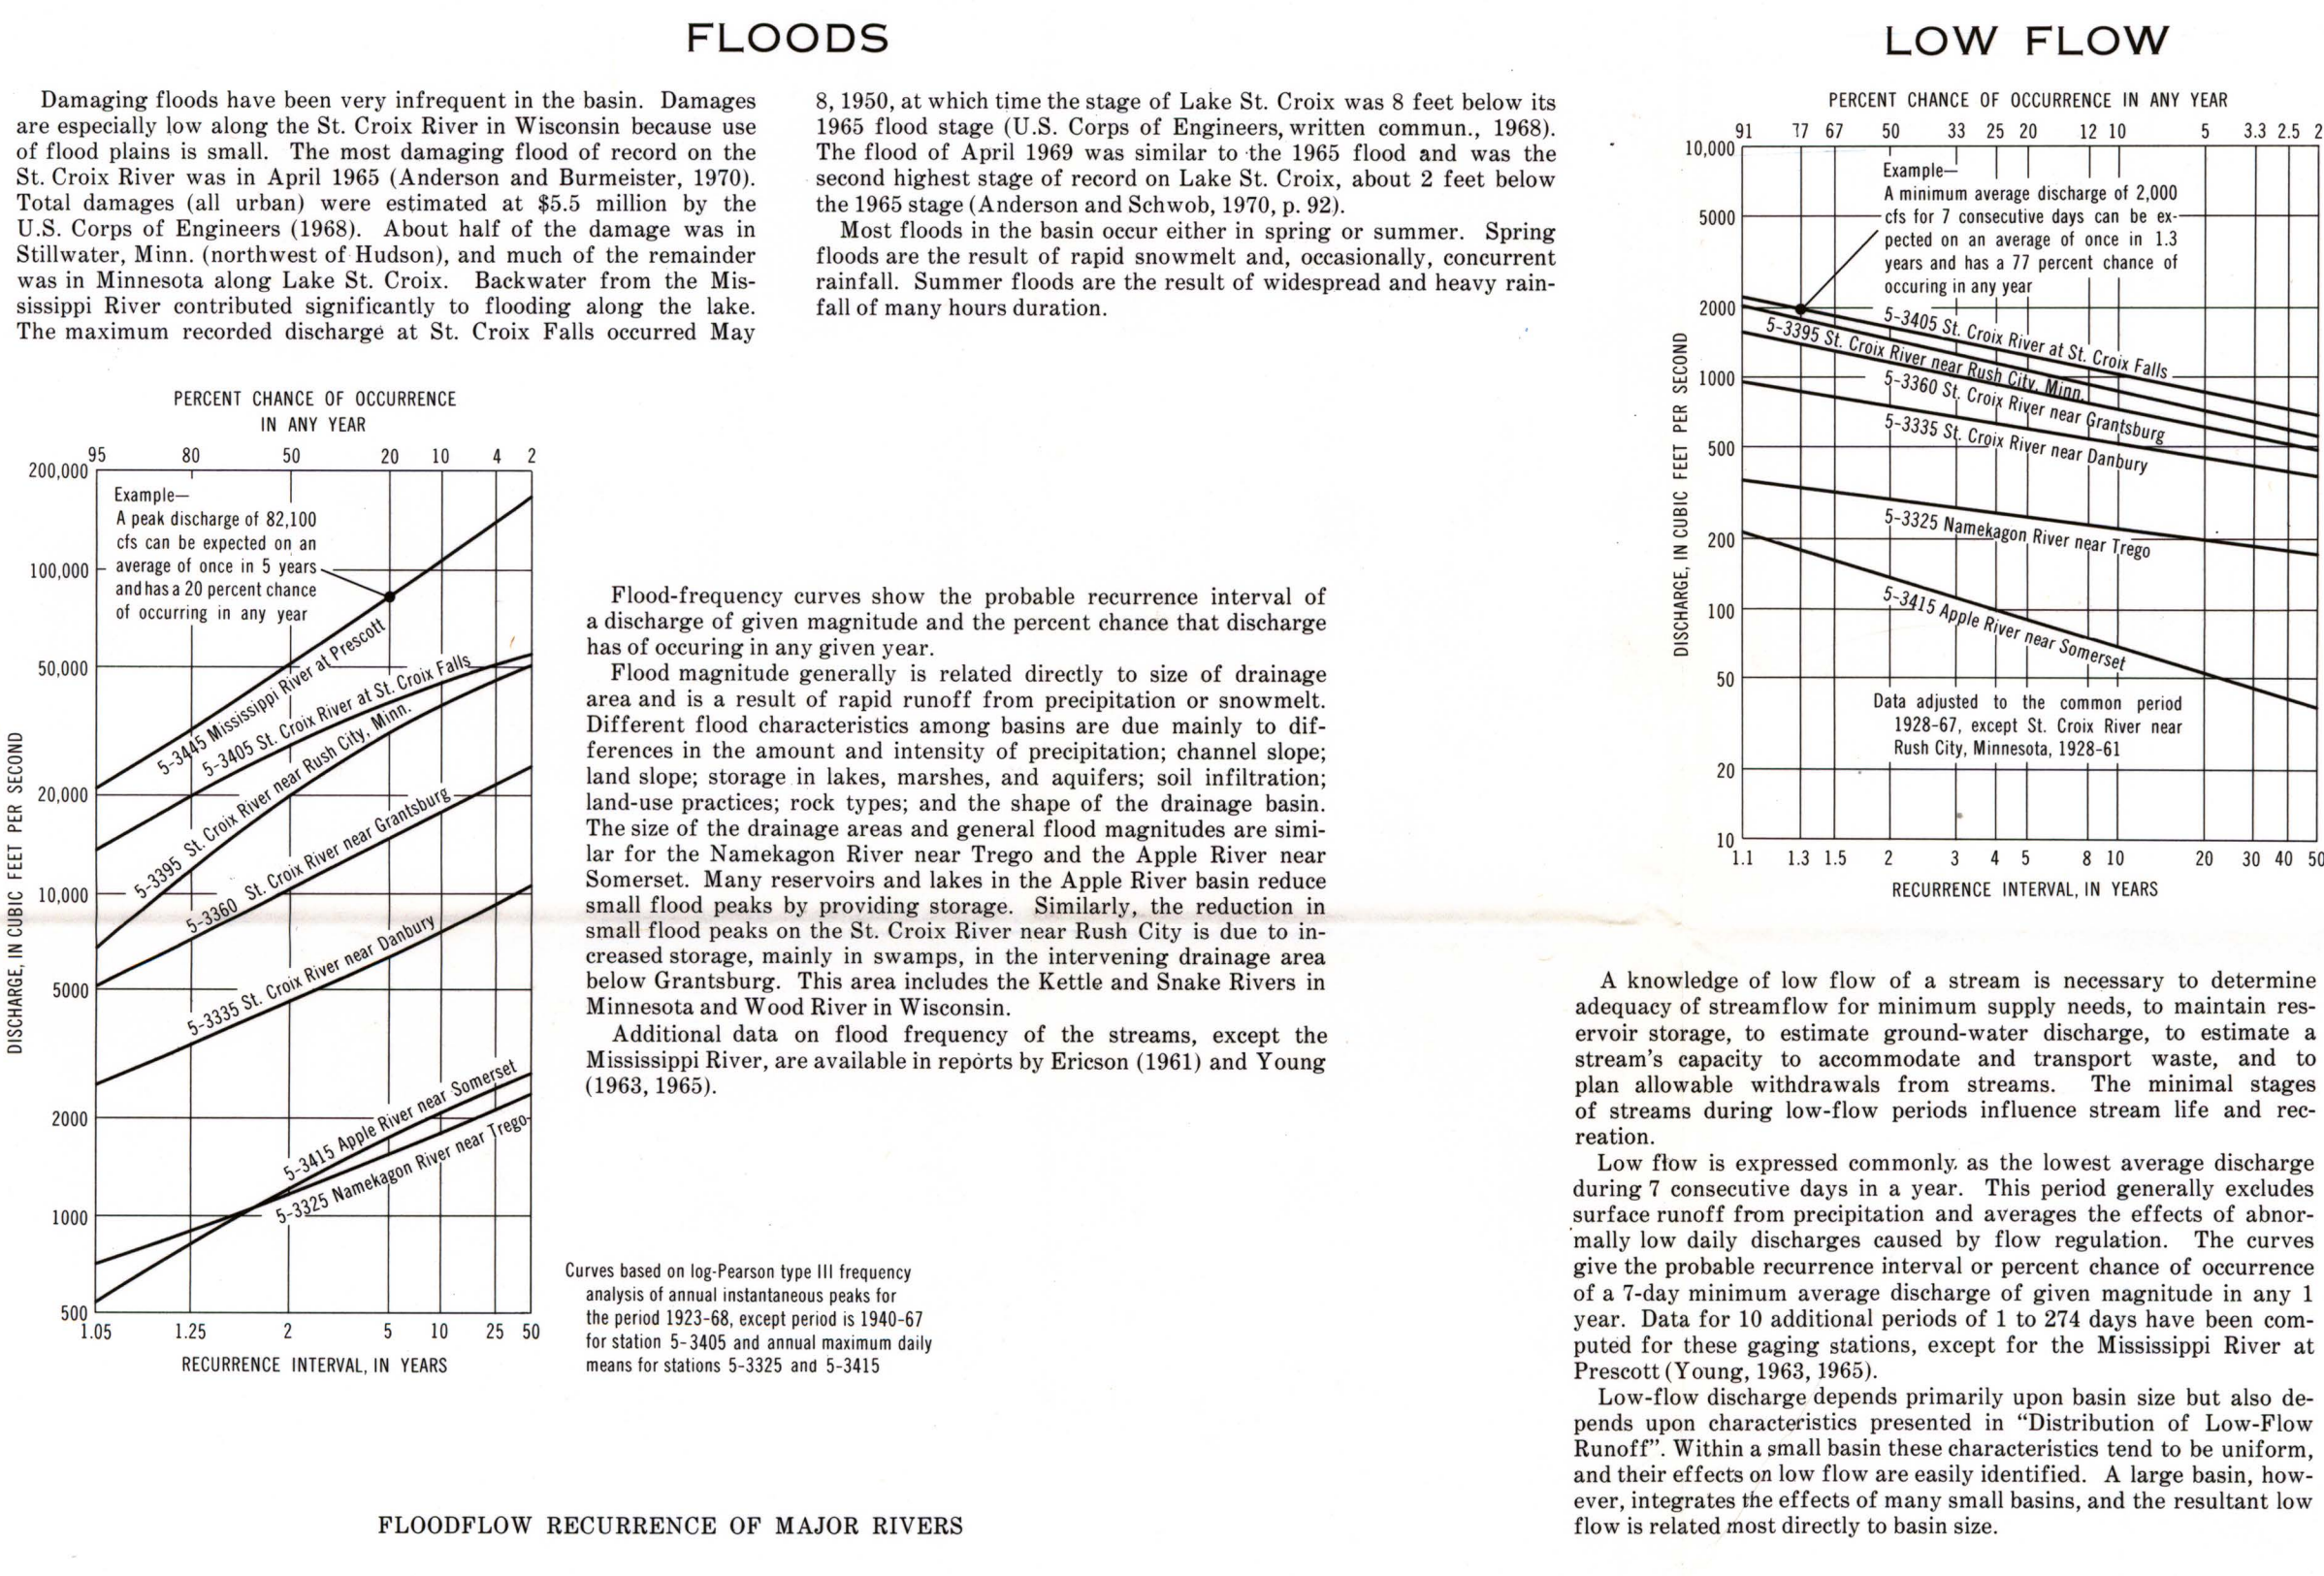 FLOODS
Damaging floods have been very infrequent in the basin. Damages
are especially low along the St. Croix River in Wisconsin because use
of flood plains is small. The most damaging flood of record on the
St. Croix River was in April 1965 (Anderson and Burmeister, 1970).
Total damages (all urban) were estimated at $5.5 million by the
U.S. Corps of Engineers (1968). About half of the damage was in
Stillwater, Minn. (northwest of Hudson), and much of the remainder
was in Minnesota along Lake St. Croix. Backwater from the Mis-
sissippi River contributed significantly to flooding along the lake.
The maximum recorded discharge at St. Croix Falls occurred May
8, 1950, at which time the stage of Lake St. Croix was 8 feet below its
1965 flood stage (U.S. Corps of Engineers, written commun., 1968).
The flood of April 1969 was similar to the 1965 flood and was the
second highest stage of record on Lake St. Croix, about 2 feet below
the 1965 stage (Anderson and Schwob, 1970, p. 92).
Most floods in the basin occur either in spring or summer. Spring
floods are the result of rapid snowmelt and, occasionally, concurrent
rainfall. Summer floods are the result of widespread and heavy rain-
fall of many hours duration.
PERCENT CHANCE OF OCCURRENCE
IN ANY YEAR
95 80 50 20 10 4 2
200,000
100,000
50,000
20,000
10,000
5000
2000
1000
500
DISCHARGE, IN CUBIC FEET PER SECOND
Example—
A peak discharge of 82,100
cfs can be expected on an
average of once in 5 years
and has a 20 percent chance
of occurring in any year
5-3445 Mississippi River at Prescott
5-3405 St. Croix River at St. Croix Falls
5-3395 St. Croix River near Rush City, Minn.
5-3360 St. Croix River near Grantsburg
5-3335 St. Croix River near Danbury
5-3415 Apple River near Somerset
5-3325 Namekagon River near Trego
1.05 1.25 2 5 10 25 50
RECURRENCE INTERVAL, IN YEARS
Flood-frequency curves show the probable recurrence interval of
a discharge of given magnitude and the percent chance that discharge
has of occuring in any given year.
Flood magnitude generally is related directly to size of drainage
area and is a result of rapid runoff from precipitation or snowmelt.
Different flood characteristics among basins are due mainly to dif-
ferences in the amount and intensity of precipitation; channel slope;
land slope; storage in lakes, marshes, and aquifers; soil infiltration;
land-use practices; rock types; and the shape of the drainage basin.
The size of the drainage areas and general flood magnitudes are simi-
lar for the Namekagon River near Trego and the Apple River near
Somerset. Many reservoirs and lakes in the Apple River basin reduce
small flood peaks by providing storage. Similarly, the reduction in
small flood peaks on the St. Croix River near Rush City is due to in-
creased storage, mainly in swamps, in the intervening drainage area
below Grantsburg. This area includes the Kettle and Snake Rivers in
Minnesota and Wood River in Wisconsin.
Additional data on flood frequency of the streams, except the
Mississippi River, are available in reports by Ericson (1961) and Young
(1963, 1965).
Curves based on log-Pearson type III frequency
analysis of annual instantaneous peaks for
the period 1923-68, except period is 1940-67
for station 5-3405 and annual maximum daily
means for stations 5-3325 and 5-3415
FLOODFLOW RECURRENCE OF MAJOR RIVERS
LOW FLOW
PERCENT CHANCE OF OCCURRENCE IN ANY YEAR
91 77 67 50 33 25 20 12 10 5 3.3 2.5 2
10,000
5000
2000
1000
500
200
100
50
20
10
DISCHARGE, IN CUBIC FEET PER SECOND
Example—
A minimum average discharge of 2,000
cfs for 7 consecutive days can be ex-
pected on an average of once in 1.3
years and has a 77 percent chance of
occuring in any year
5-3405 St. Croix River at St. Croix Falls
5-3395 St. Croix River near Rush City, Minn.
5-3360 St. Croix River near Grantsburg
5-3335 St. Croix River near Danbury
5-3325 Namekagon River near Trego
5-3415 Apple River near Somerset
Data adjusted to the common period
1928-67, except St. Croix River near
Rush City, Minnesota, 1928-61
1.1 1.3 1.5 2 3 4 5 8 10 20 30 40 50
RECURRENCE INTERVAL, IN YEARS
A knowledge of low flow of a stream is necessary to determine
adequacy of streamflow for minimum supply needs, to maintain res-
ervoir storage, to estimate ground-water discharge, to estimate a
stream's capacity to accommodate and transport waste, and to
plan allowable withdrawals from streams. The minimal stages
of streams during low-flow periods influence stream life and rec-
reation.
Low flow is expressed commonly as the lowest average discharge
during 7 consecutive days in a year. This period generally excludes
surface runoff from precipitation and averages the effects of abnor-
mally low daily discharges caused by flow regulation. The curves
give the probable recurrence interval or percent chance of occurrence
of a 7-day minimum average discharge of given magnitude in any 1
year. Data for 10 additional periods of 1 to 274 days have been com-
puted for these gaging stations, except for the Mississippi River at
Prescott (Young, 1963, 1965).
Low-flow discharge depends primarily upon basin size but also de-
pends upon characteristics presented in "Distribution of Low-Flow
Runoff". Within a small basin these characteristics tend to be uniform,
and their effects on low flow are easily identified. A large basin, how-
ever, integrates the effects of many small basins, and the resultant low
flow is related most directly to basin size.